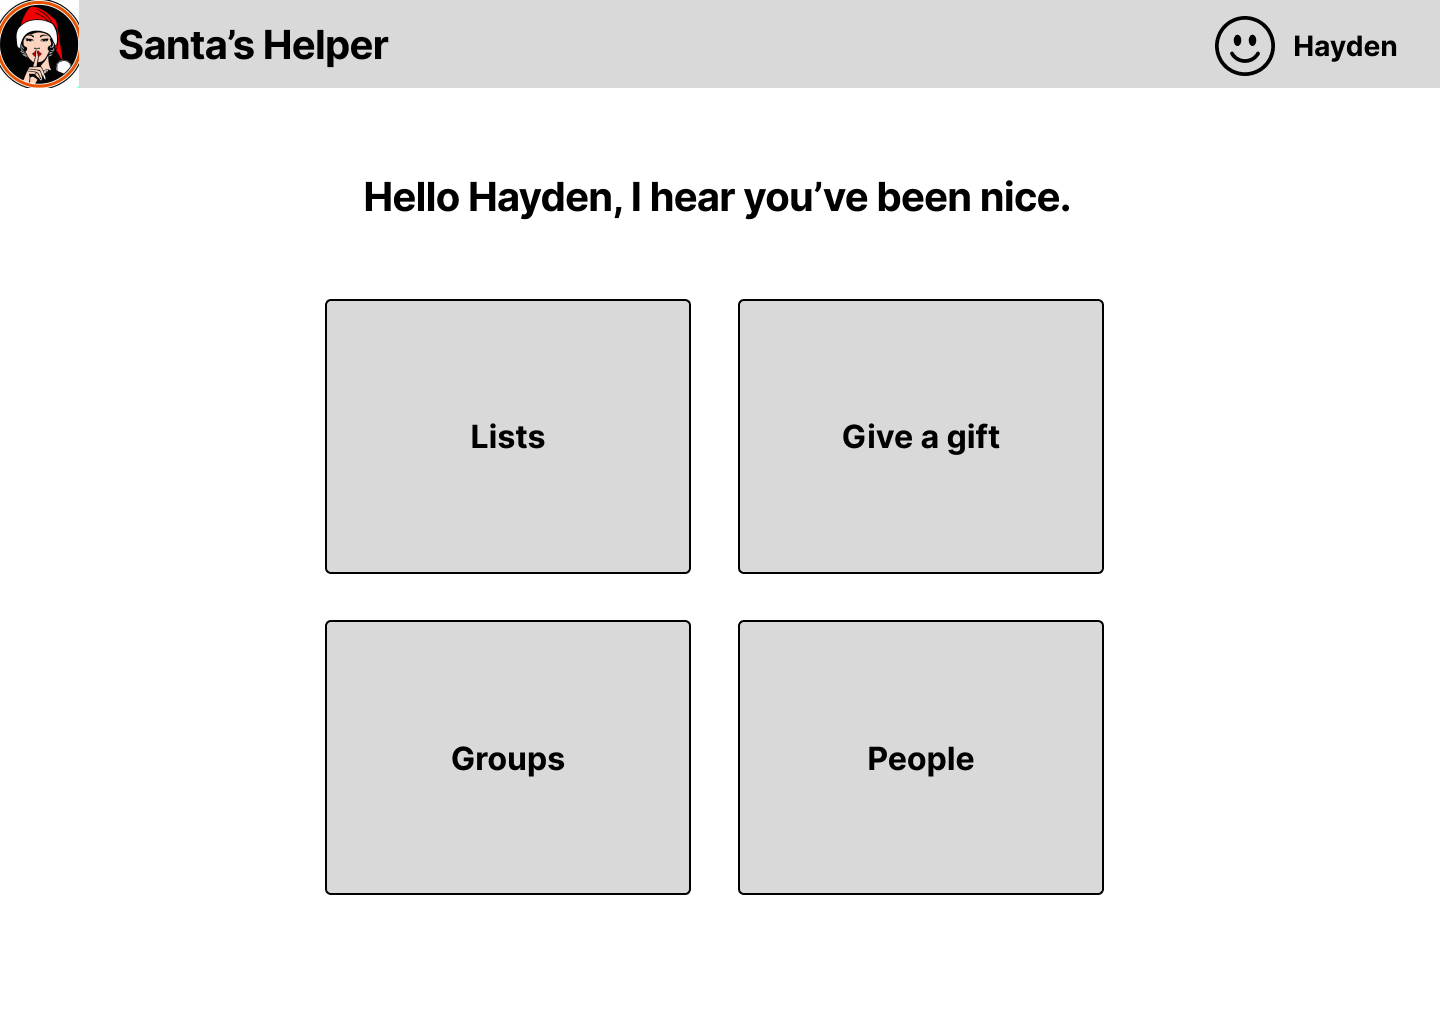 Santa’s Helper
Hayden
Hello Hayden, I hear you’ve been nice.
Lists
Give a gift
Groups
People